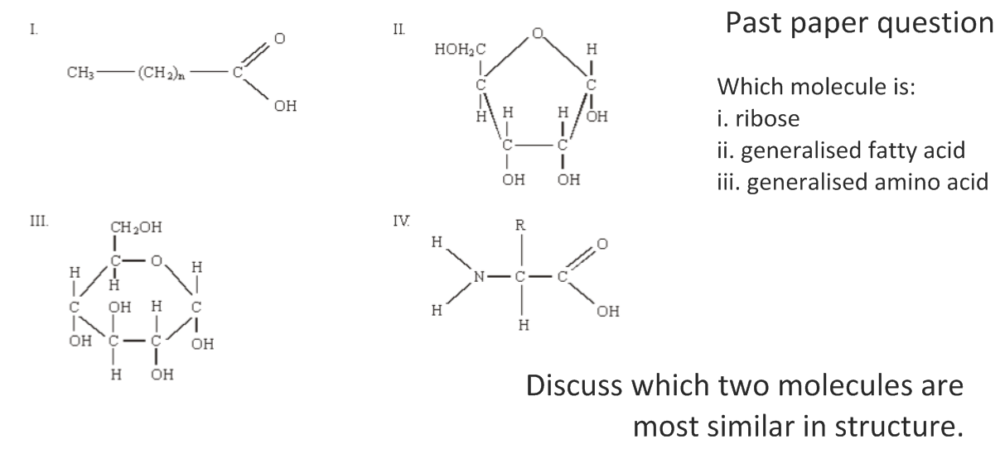 Past paper question
Which molecule is:
i. ribose
ii. generalised fatty acid
iii. generalised amino acid
I.
O
CH₃ (CH₂)ₙ C
OH
II.
O
HOH₂C H
C C
H H H OH
C C
OH OH
III.
CH₂OH
C O
H H H
C OH H C
OH C C OH
H OH
IV.
R
H O
N C C
H OH
H
Discuss which two molecules are
most similar in structure.